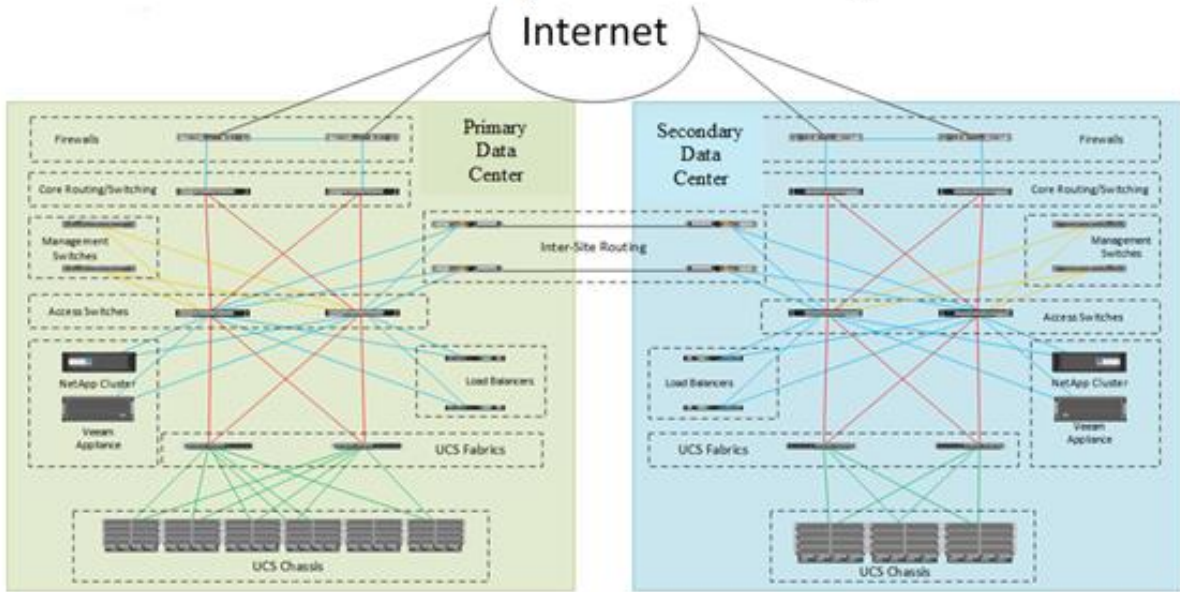 Internet
Firewalls
Primary
Data
Center
Secondary
Data
Center
Firewalls
Core Routing/Switching
Core Routing/Switching
Management
Switches
Inter-Site Routing
Management
Switches
Access Switches
Access Switches
NetApp Cluster
Load Balancers
Load Balancers
NetApp Cluster
Veeam
Appliance
Veeam
Appliance
UCS Fabrics
UCS Fabrics
UCS Chassis
UCS Chassis